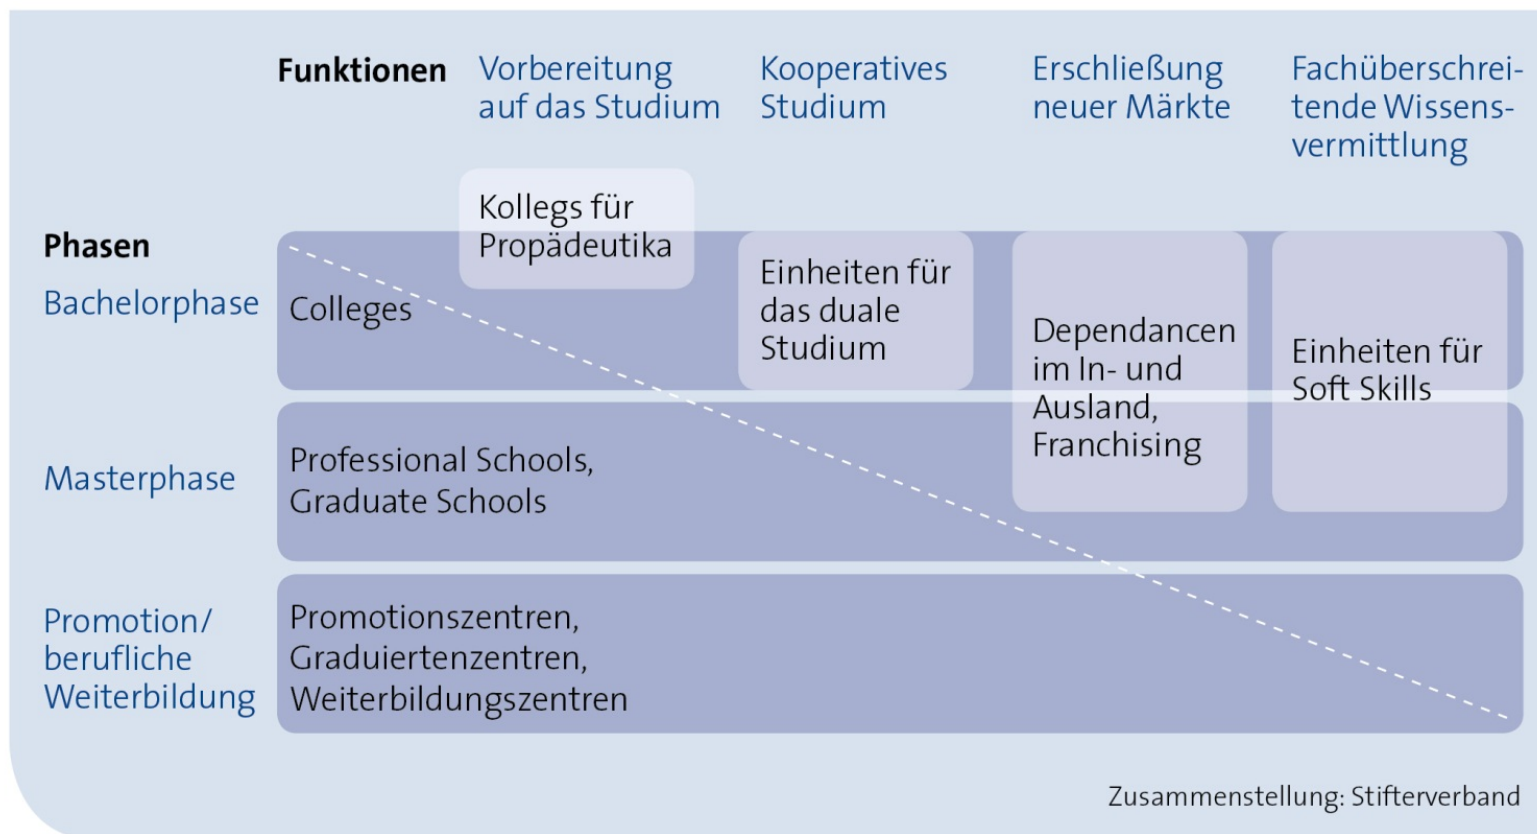 Funktionen
Vorbereitung
auf das Studium
Kooperatives
Studium
Erschließung
neuer Märkte
Fachüberschrei-
tende Wissens-
vermittlung
Kollegs für
Propädeutika
Phasen
Bachelorphase
Colleges
Einheiten für
das duale
Studium
Dependancen
im In- und
Ausland,
Franchising
Einheiten für
Soft Skills
Masterphase
Professional Schools,
Graduate Schools
Promotion/
berufliche
Weiterbildung
Promotionszentren,
Graduiertenzentren,
Weiterbildungszentren
Zusammenstellung: Stifterverband